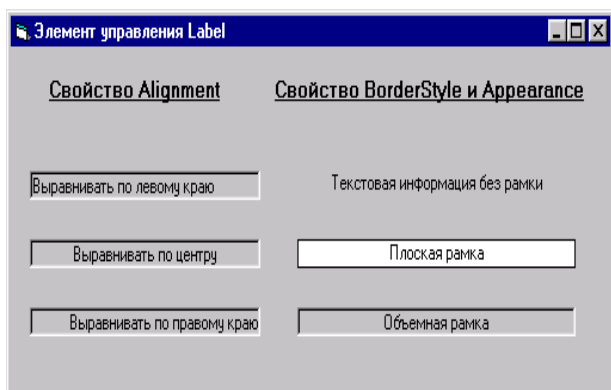 Элемент управления Label
Свойство Alignment
Свойство BorderStyle и Appearance
Выравнивать по левому краю
Текстовая информация без рамки
Выравнивать по центру
Плоская рамка
Выравнивать по правому краю
Объемная рамка